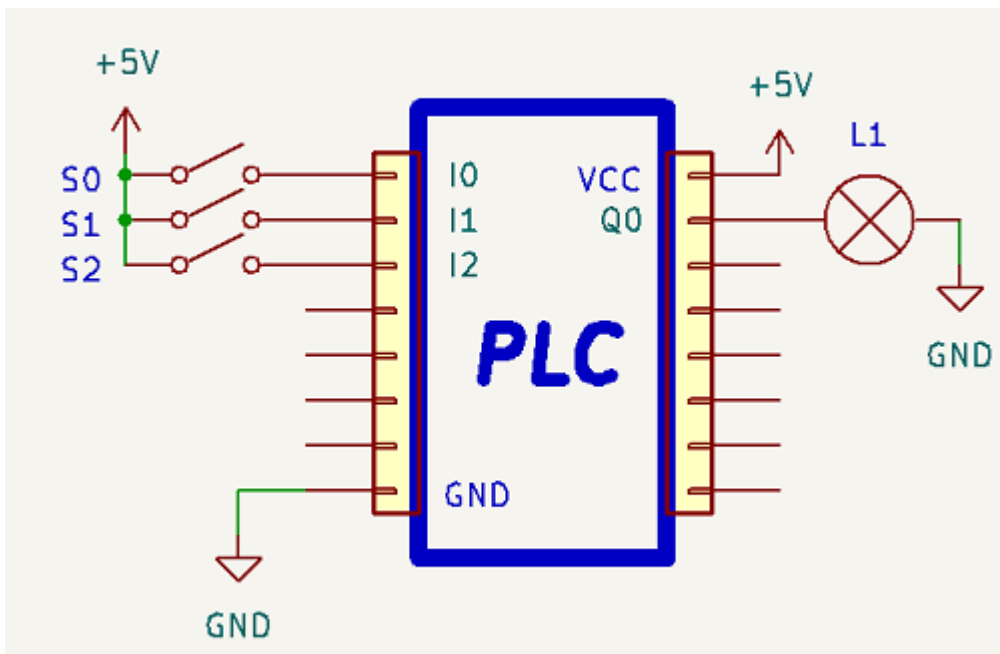 +5V
S0
S1
S2
I0
I1
I2
GND
GND
PLC
VCC
Q0
+5V
L1
GND